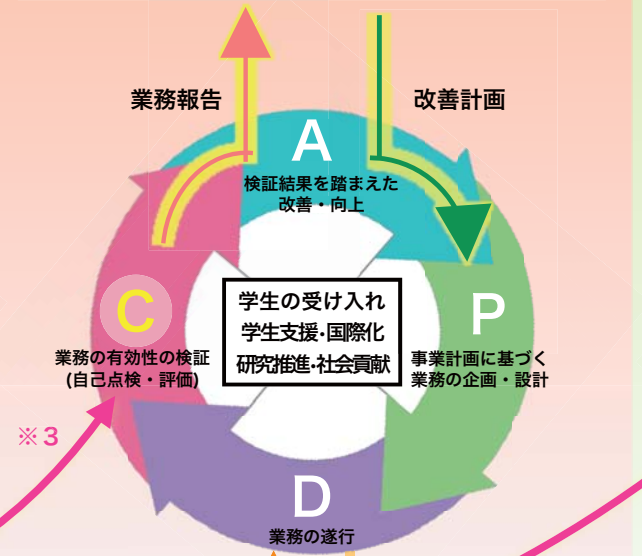 業務報告
改善計画
A
検証結果を踏まえた
改善・向上
学生の受け入れ
学生支援・国際化
研究推進・社会貢献
C
業務の有効性の検証
(自己点検・評価)
P
事業計画に基づく
業務の企画・設計
※3
D
業務の遂行